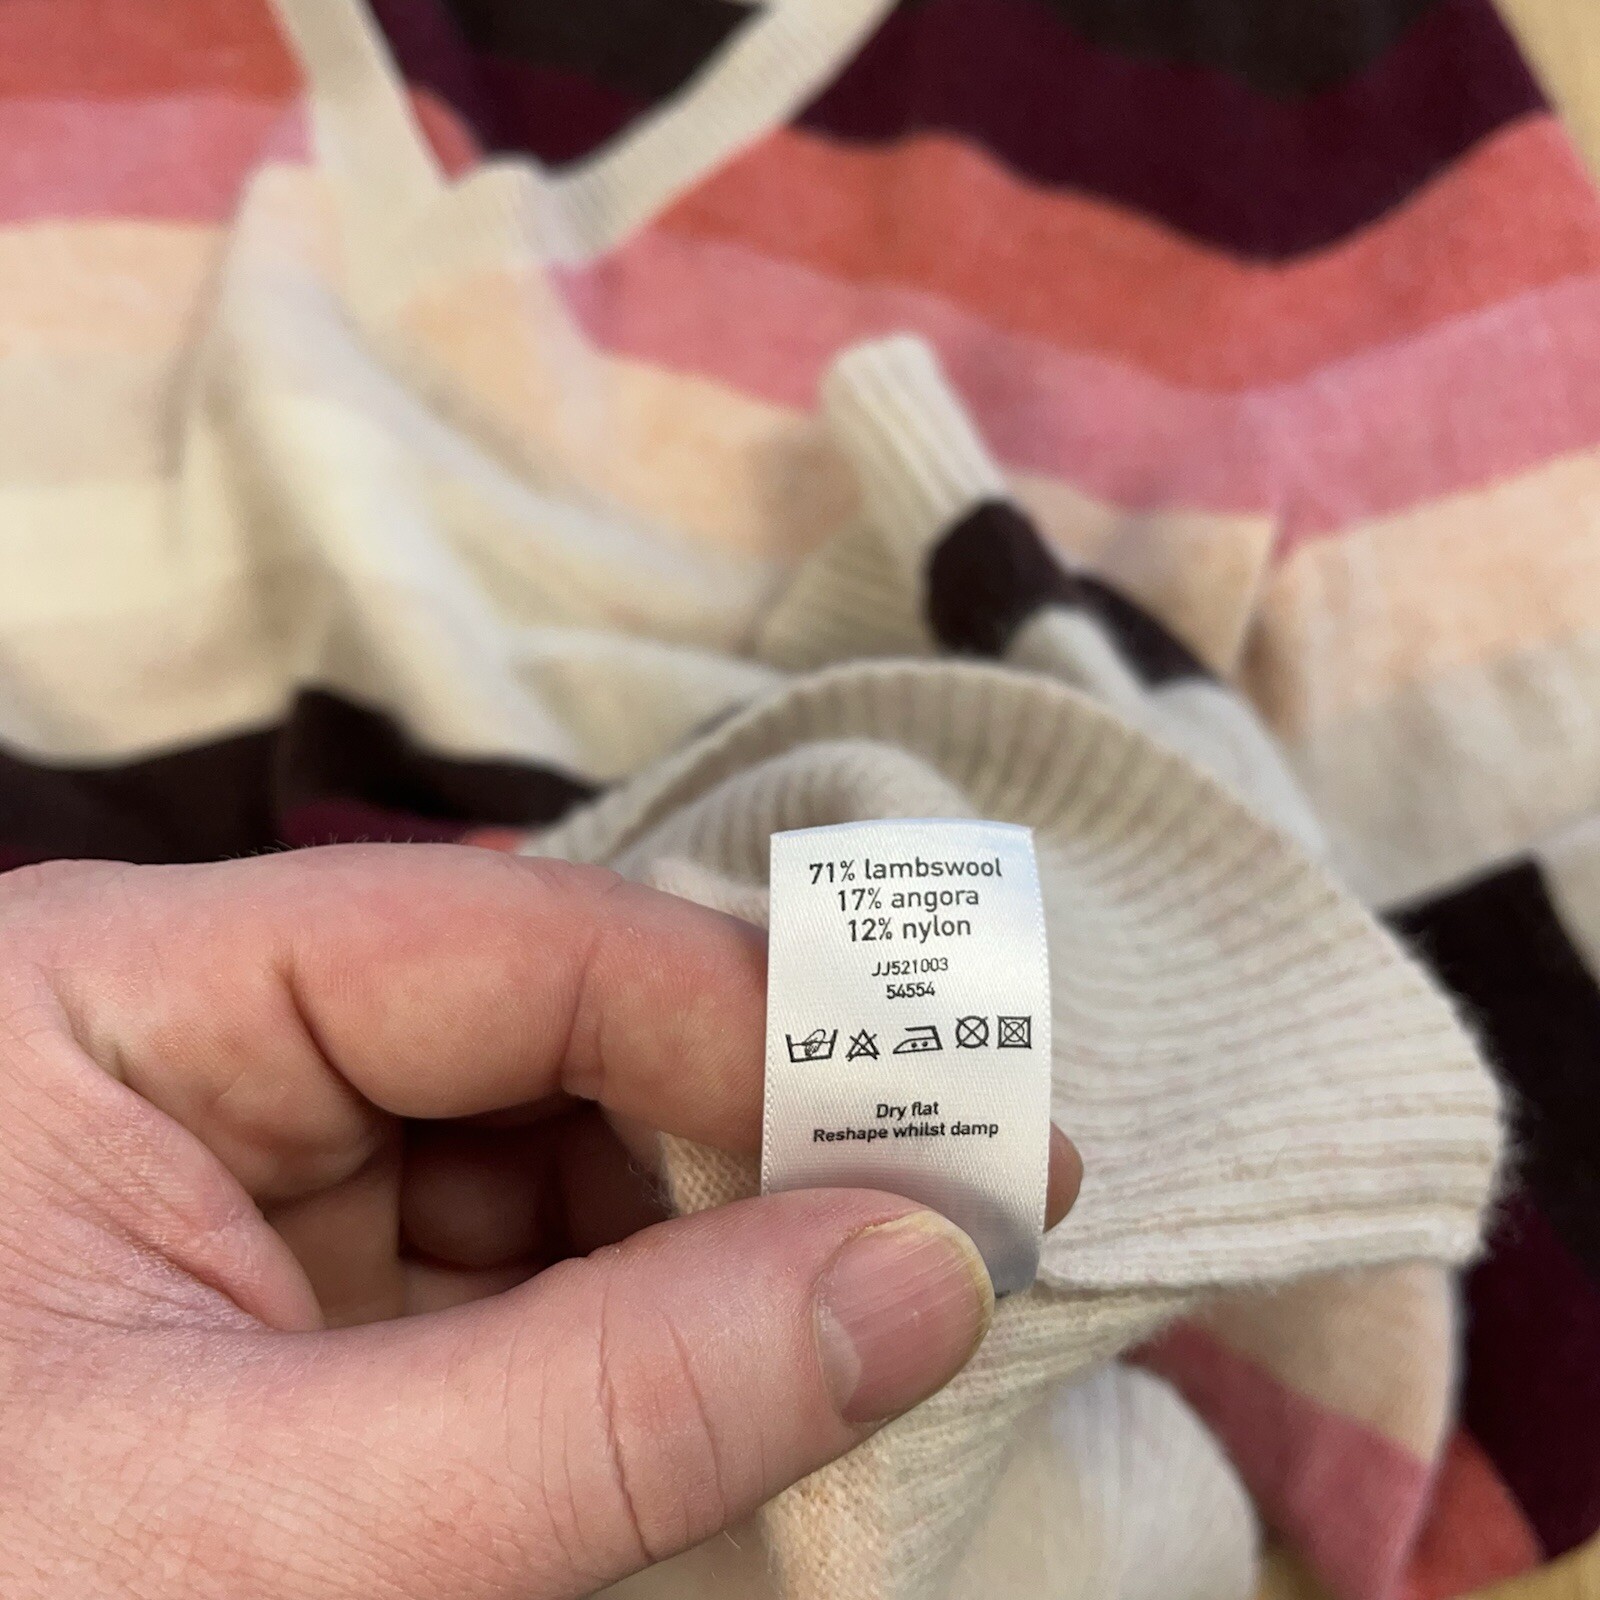 71% lambswool
17% angora
12% nylon
JJ521003
54554
Dry flat
Reshape whilst damp